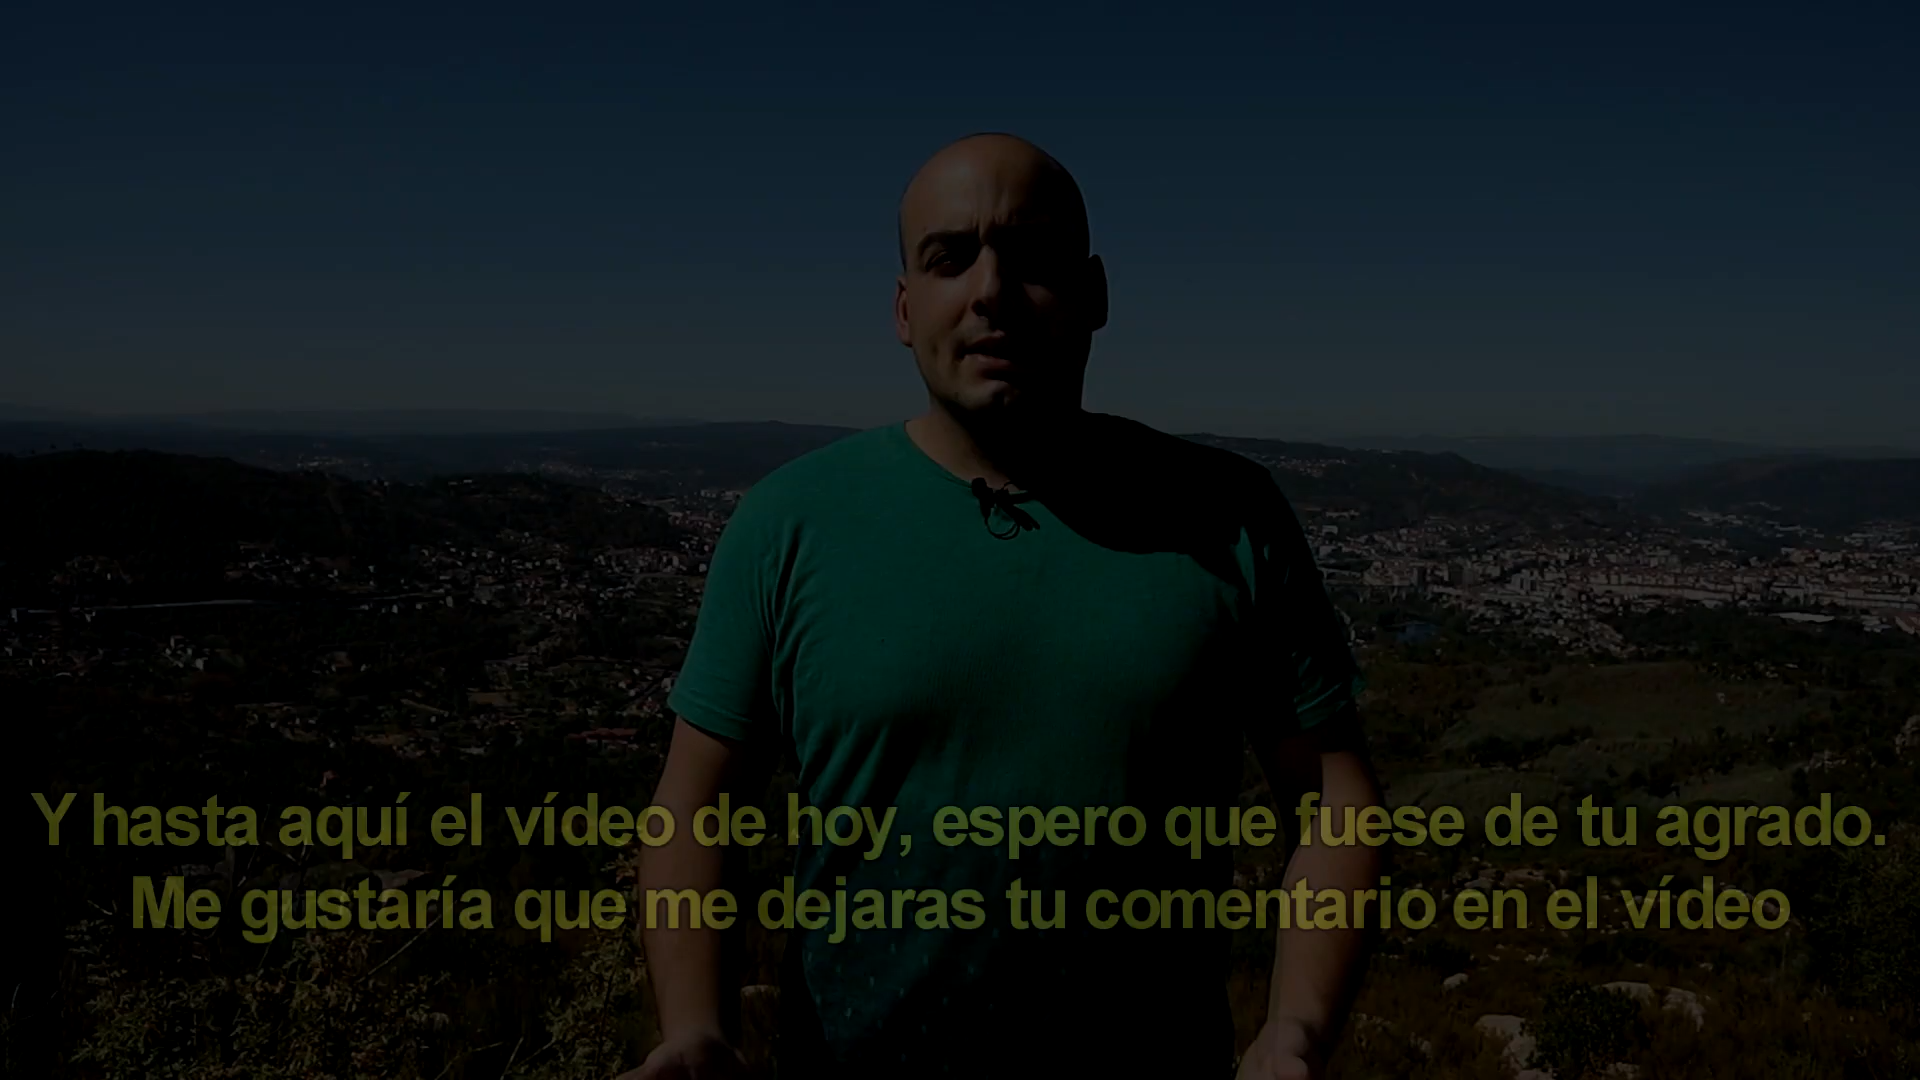 Y hasta aquí el vídeo de hoy, espero que fuese de tu agrado.
Me gustaría que me dejaras tu comentario en el vídeo